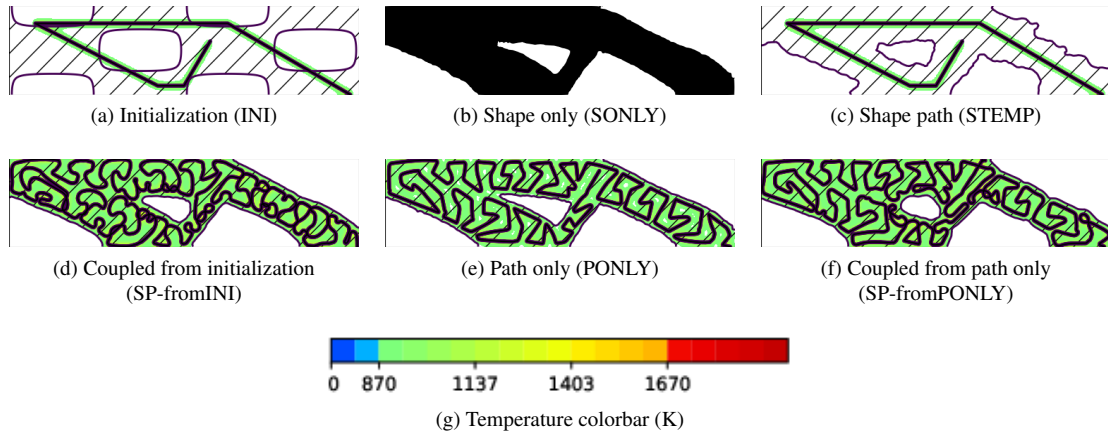 (a) Initialization (INI)
(b) Shape only (SONLY)
(c) Shape path (STEMP)
(d) Coupled from initialization
(SP-fromINI)
(e) Path only (PONLY)
(f) Coupled from path only
(SP-fromPONLY)
0 870 1137 1403 1670
(g) Temperature colorbar (K)